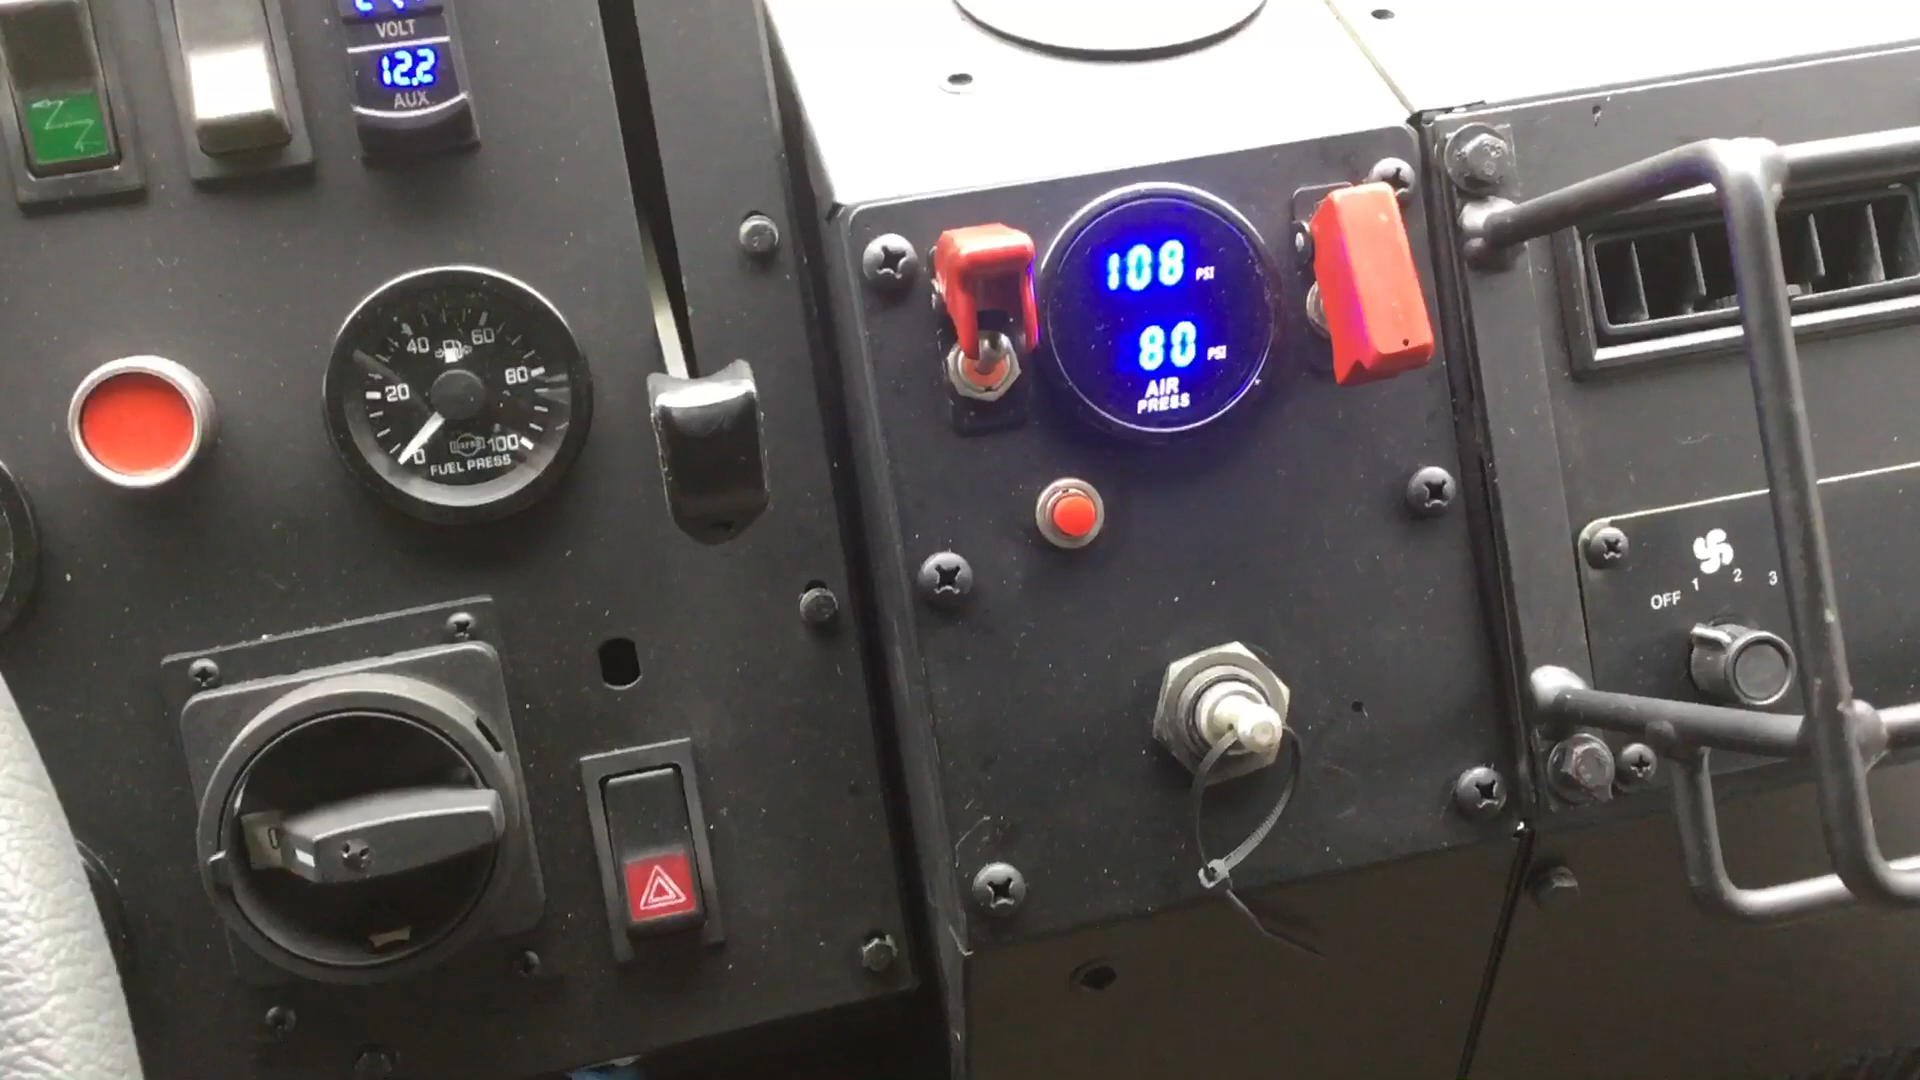 VOLT
12.2
AUX.
0
20
40
60
80
100
FUEL PRESS
108 PSI
80 PSI
AIR
PRESS
OFF 1 2 3